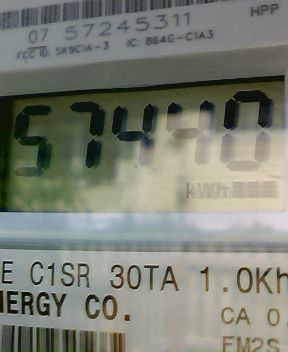 HPP
07 57245311
FCC ID: SK9C1A-3 IC: 864G-C1A3
57440
kWh
E C1SR 30TA 1.0Kh
NERGY CO.
CA 0.
FM2S